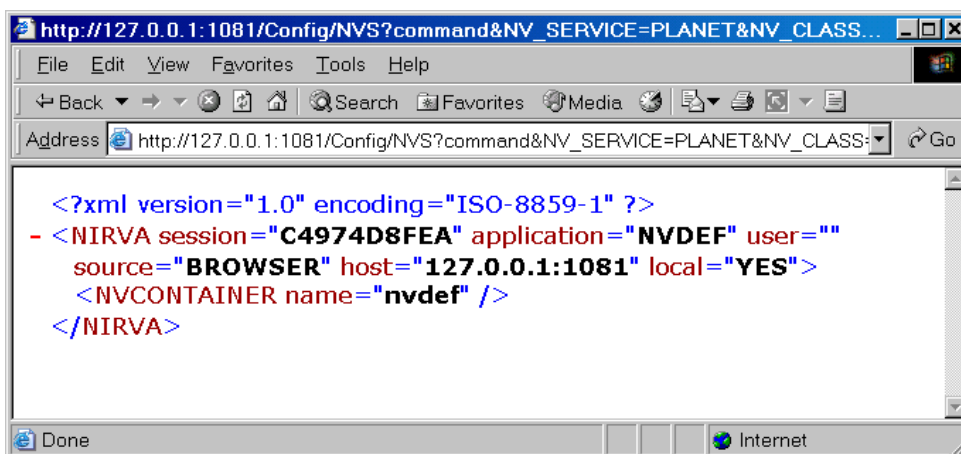 http://127.0.0.1:1081/Config/NVS?command&NV_SERVICE=PLANET&NV_CLASS...
File Edit View Favorites Tools Help
Back Search Favorites Media
Address http://127.0.0.1:1081/Config/NVS?command&NV_SERVICE=PLANET&NV_CLASS= Go
<?xml version="1.0" encoding="ISO-8859-1" ?>
- <NIRVA session="C4974D8FEA" application="NVDEF" user=""
source="BROWSER" host="127.0.0.1:1081" local="YES">
<NVCONTAINER name="nvdef" />
</NIRVA>
Done Internet